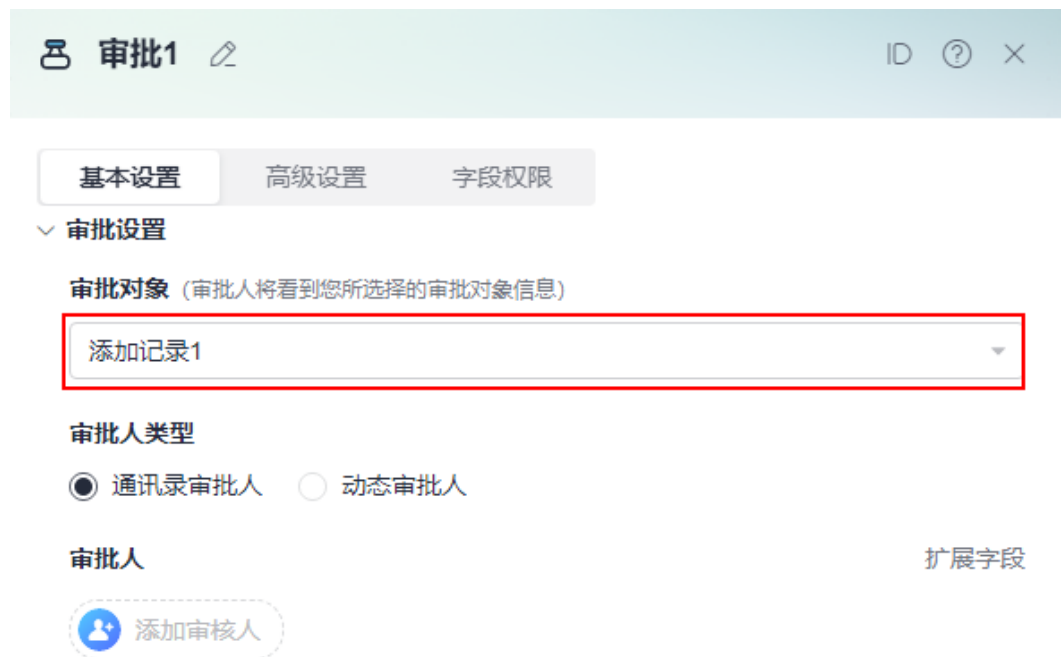 审批1 ID
基本设置 高级设置 字段权限
审批设置
审批对象 (审批人将看到您所选择的审批对象信息)
添加记录1
审批人类型
通讯录审批人 动态审批人
审批人 扩展字段
添加审核人